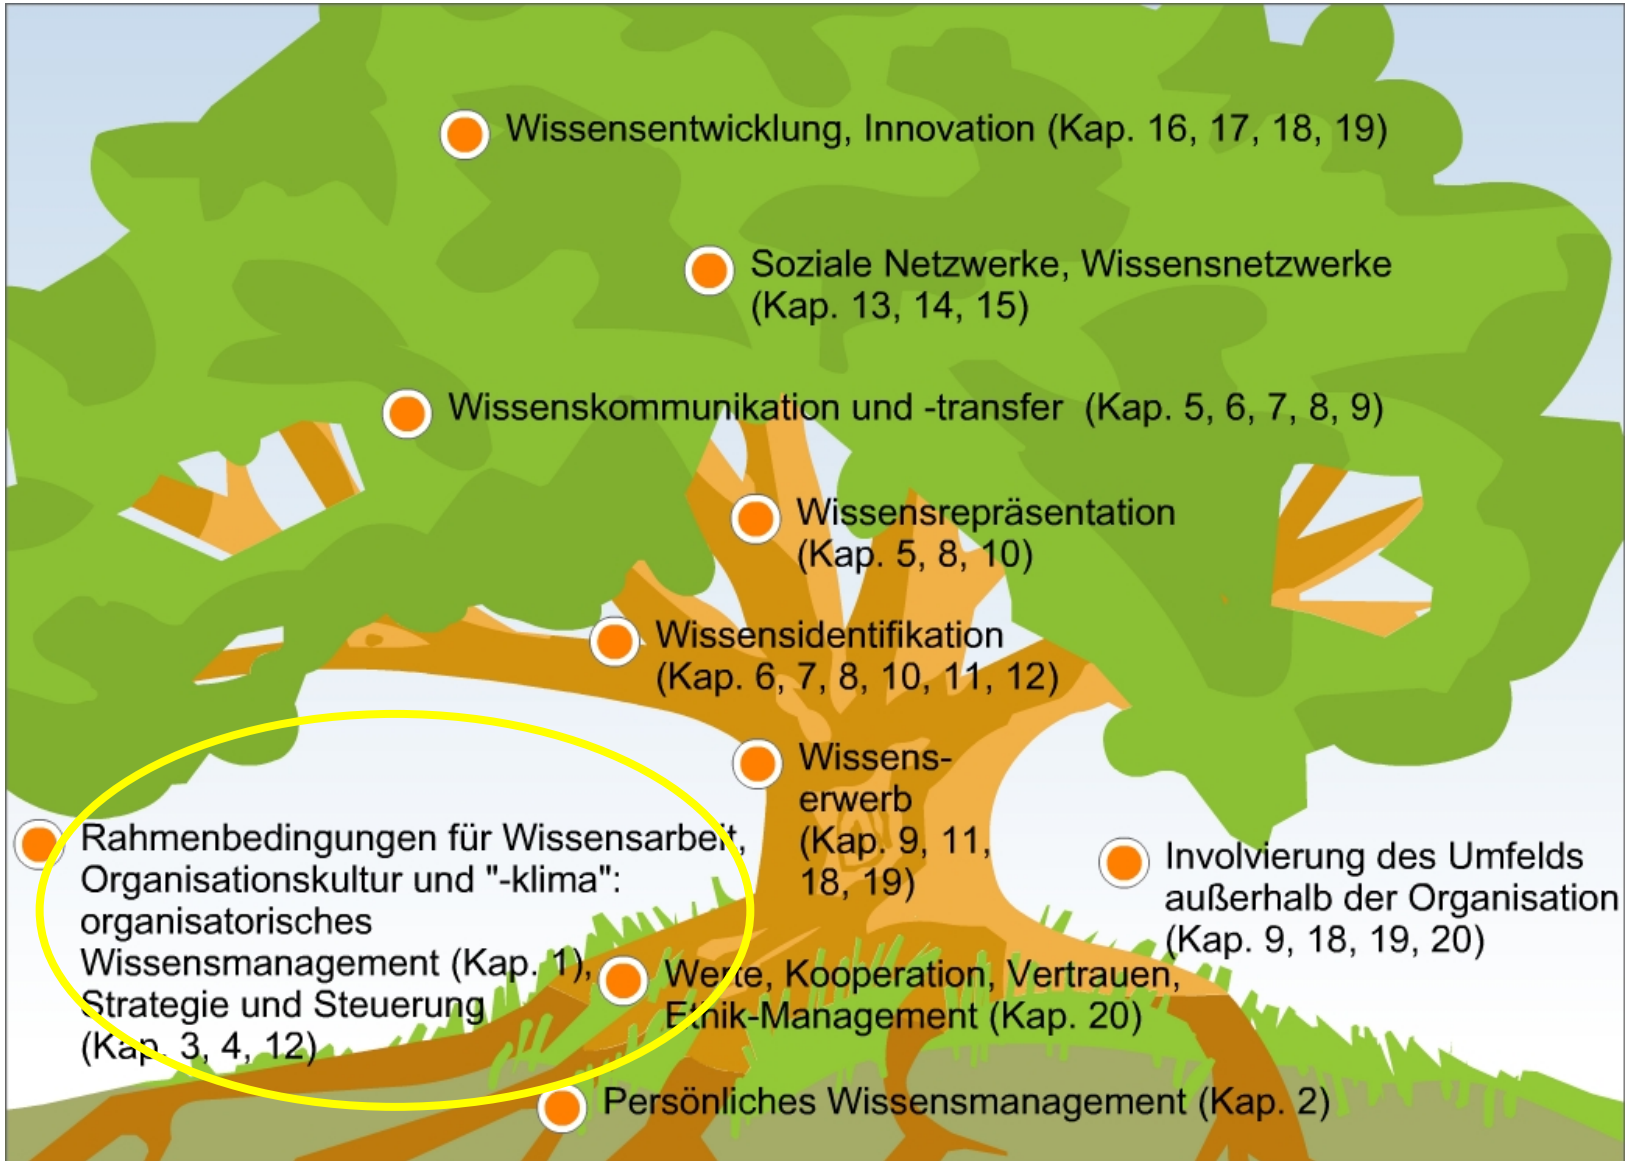 Wissensentwicklung, Innovation (Kap. 16, 17, 18, 19)
Soziale Netzwerke, Wissensnetzwerke
(Kap. 13, 14, 15)
Wissenskommunikation und -transfer (Kap. 5, 6, 7, 8, 9)
Wissensrepräsentation
(Kap. 5, 8, 10)
Wissensidentifikation
(Kap. 6, 7, 8, 10, 11, 12)
Wissens-
erwerb
(Kap. 9, 11,
18, 19)
Rahmenbedingungen für Wissensarbeit,
Organisationskultur und "-klima":
organisatorisches
Wissensmanagement (Kap. 1),
Strategie und Steuerung
(Kap. 3, 4, 12)
Involvierung des Umfelds
außerhalb der Organisation
(Kap. 9, 18, 19, 20)
Werte, Kooperation, Vertrauen,
Ethik-Management (Kap. 20)
Persönliches Wissensmanagement (Kap. 2)